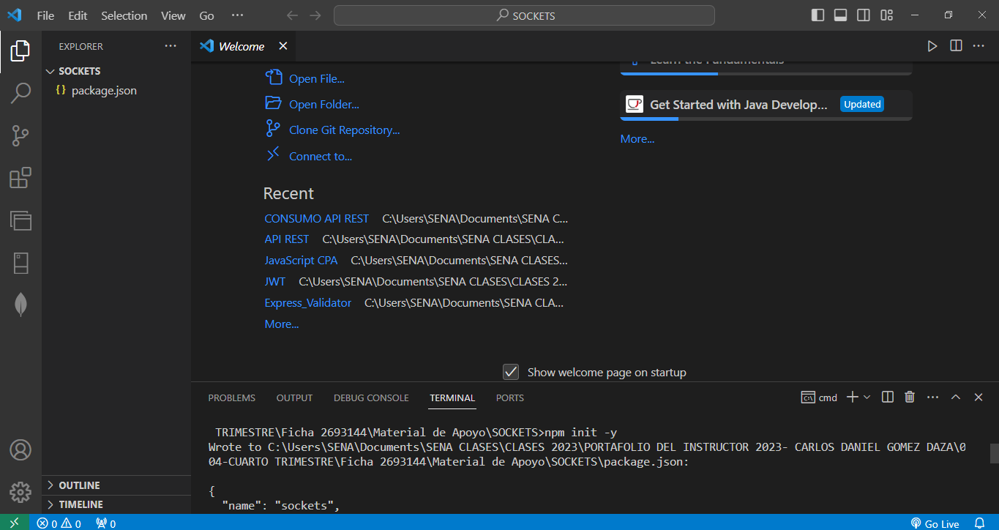 File Edit Selection View Go ··· SOCKETS
EXPLORER ···
SOCKETS
{} package.json
OUTLINE
TIMELINE
Welcome
Open File...
Open Folder...
Clone Git Repository...
Connect to...
Recent
CONSUMO API REST C:\Users\SENA\Documents\SENA C...
API REST C:\Users\SENA\Documents\SENA CLASES\CLA...
JavaScript CPA C:\Users\SENA\Documents\SENA CLASES...
JWT C:\Users\SENA\Documents\SENA CLASES\CLASES 2...
Express_Validator C:\Users\SENA\Documents\SENA CLA...
More...
Learn the Fundamentals
Get Started with Java Develop... Updated
More...
Show welcome page on startup
PROBLEMS OUTPUT DEBUG CONSOLE TERMINAL PORTS cmd
TRIMESTRE\Ficha 2693144\Material de Apoyo\SOCKETS>npm init -y
Wrote to C:\Users\SENA\Documents\SENA CLASES\CLASES 2023\PORTAFOLIO DEL INSTRUCTOR 2023- CARLOS DANIEL GOMEZ DAZA\0
04-CUARTO TRIMESTRE\Ficha 2693144\Material de Apoyo\SOCKETS\package.json:
{
"name": "sockets",
0 0 0 Go Live